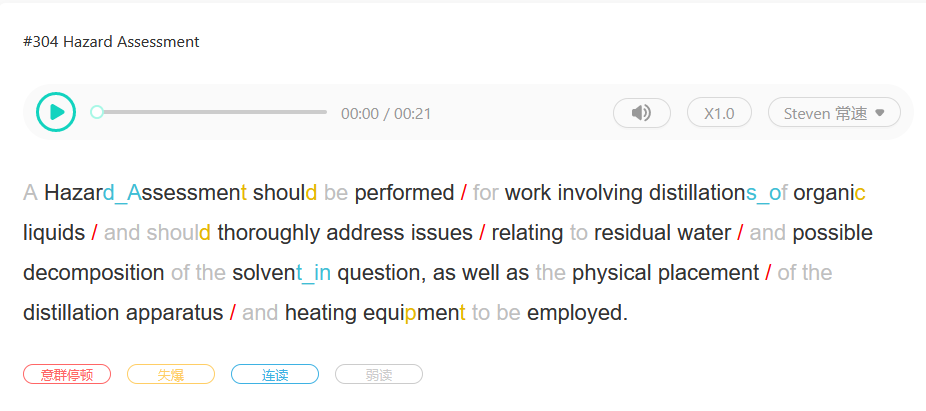 #304 Hazard Assessment
00:00 / 00:21 X1.0 Steven 常速
A Hazard_Assessment should be performed / for work involving distillations_of organic
liquids / and should thoroughly address issues / relating to residual water / and possible
decomposition of the solvent_in question, as well as the physical placement / of the
distillation apparatus / and heating equipment to be employed.
意群停顿 失爆 连读 弱读